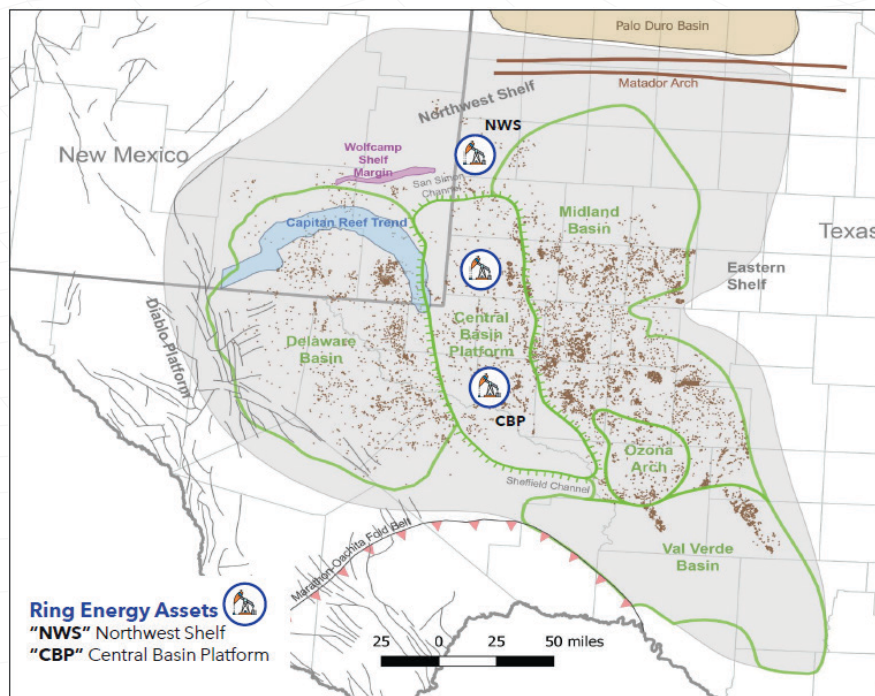 Palo Duro Basin
Matador Arch
Northwest Shelf
NWS
New Mexico
Wolfcamp
Shelf
Margin
San Simon
Channel
Capitan Reef Trend
Midland
Basin
Texas
Eastern
Shelf
Diablo Platform
Delaware
Basin
Central
Basin
Platform
CBP
Ozona
Arch
Sheffield Channel
Val Verde
Basin
Marathon-Oachita Fold Belt
Ring Energy Assets
“NWS” Northwest Shelf
“CBP” Central Basin Platform
25 0 25 50 miles